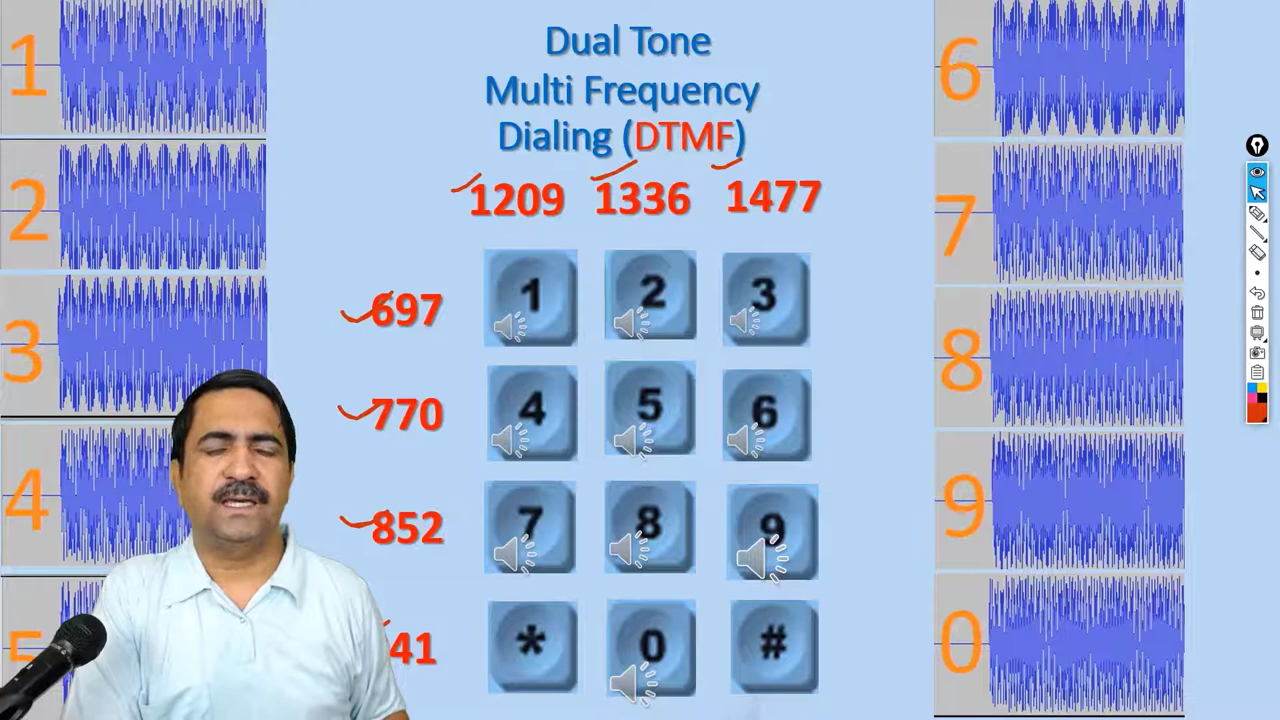 Dual Tone
Multi Frequency
Dialing (DTMF)
1209 1336 1477
697 1 2 3
770 4 5 6
852 7 8 9
41 * 0 #
1
2
3
4
5
6
7
8
9
0